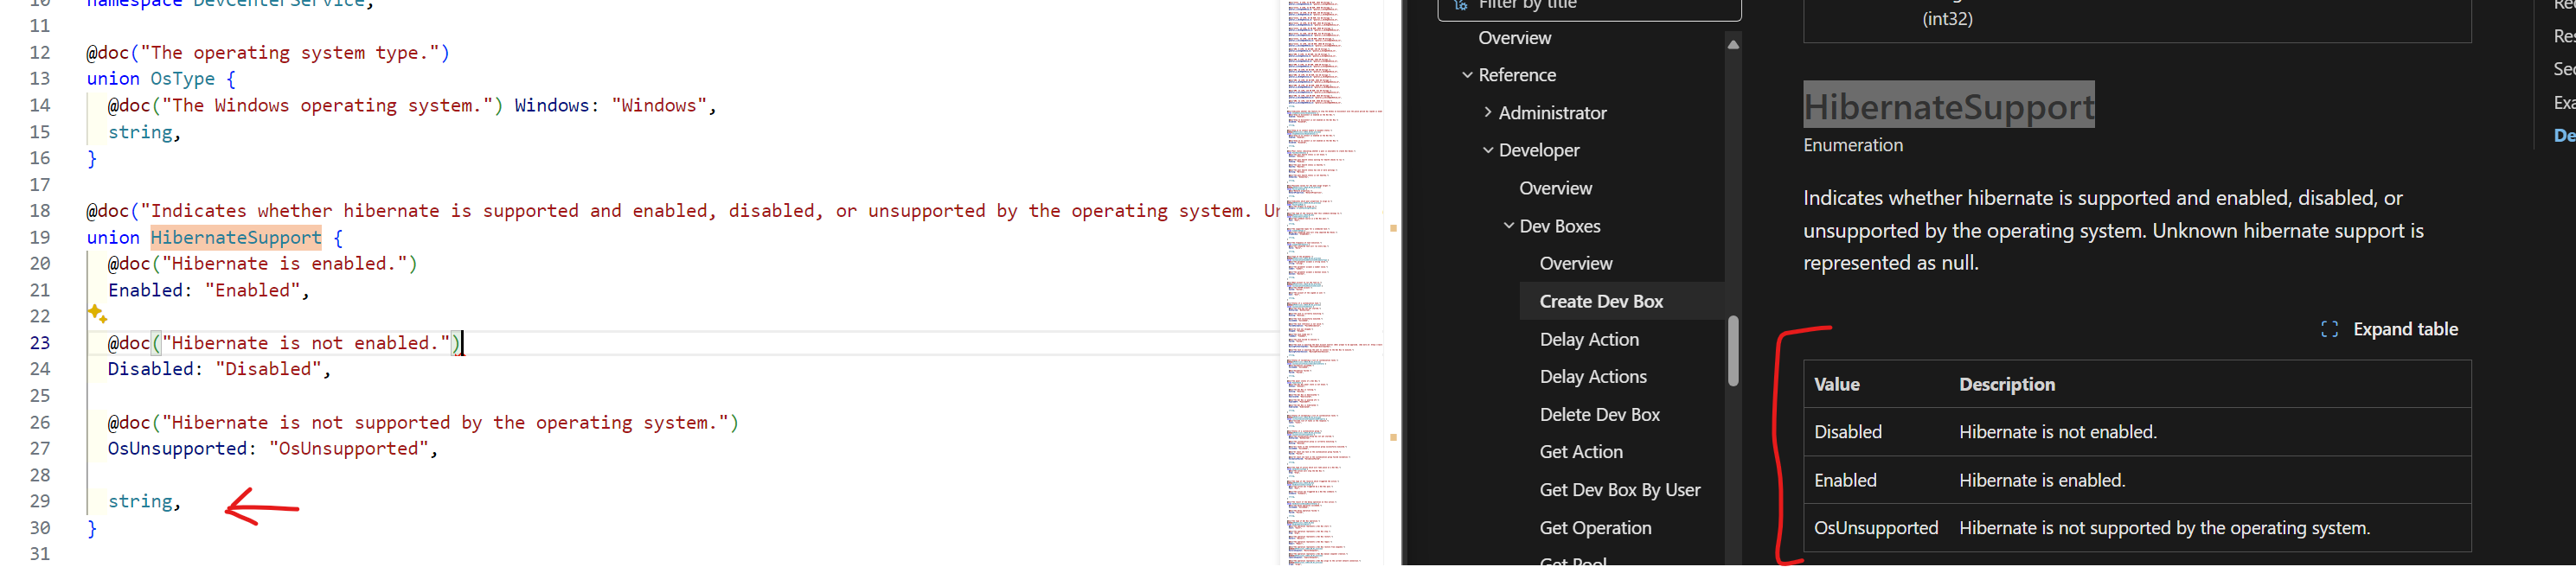 10 namespace DevCenterService;
11
12 @doc("The operating system type.")
13 union OsType {
14 @doc("The Windows operating system.") Windows: "Windows",
15 string,
16 }
17
18 @doc("Indicates whether hibernate is supported and enabled, disabled, or unsupported by the operating system. Un
19 union HibernateSupport {
20 @doc("Hibernate is enabled.")
21 Enabled: "Enabled",
22
23 @doc("Hibernate is not enabled.")
24 Disabled: "Disabled",
25
26 @doc("Hibernate is not supported by the operating system.")
27 OsUnsupported: "OsUnsupported",
28
29 string,
30 }
31
Filter by title
Overview
Reference
Administrator
Developer
Overview
Dev Boxes
Overview
Create Dev Box
Delay Action
Delay Actions
Delete Dev Box
Get Action
Get Dev Box By User
Get Operation
Get Pool
(int32)
HibernateSupport
Enumeration
Indicates whether hibernate is supported and enabled, disabled, or
unsupported by the operating system. Unknown hibernate support is
represented as null.
Expand table
Value Description
Disabled Hibernate is not enabled.
Enabled Hibernate is enabled.
OsUnsupported Hibernate is not supported by the operating system.
Res
Sec
Exa
De